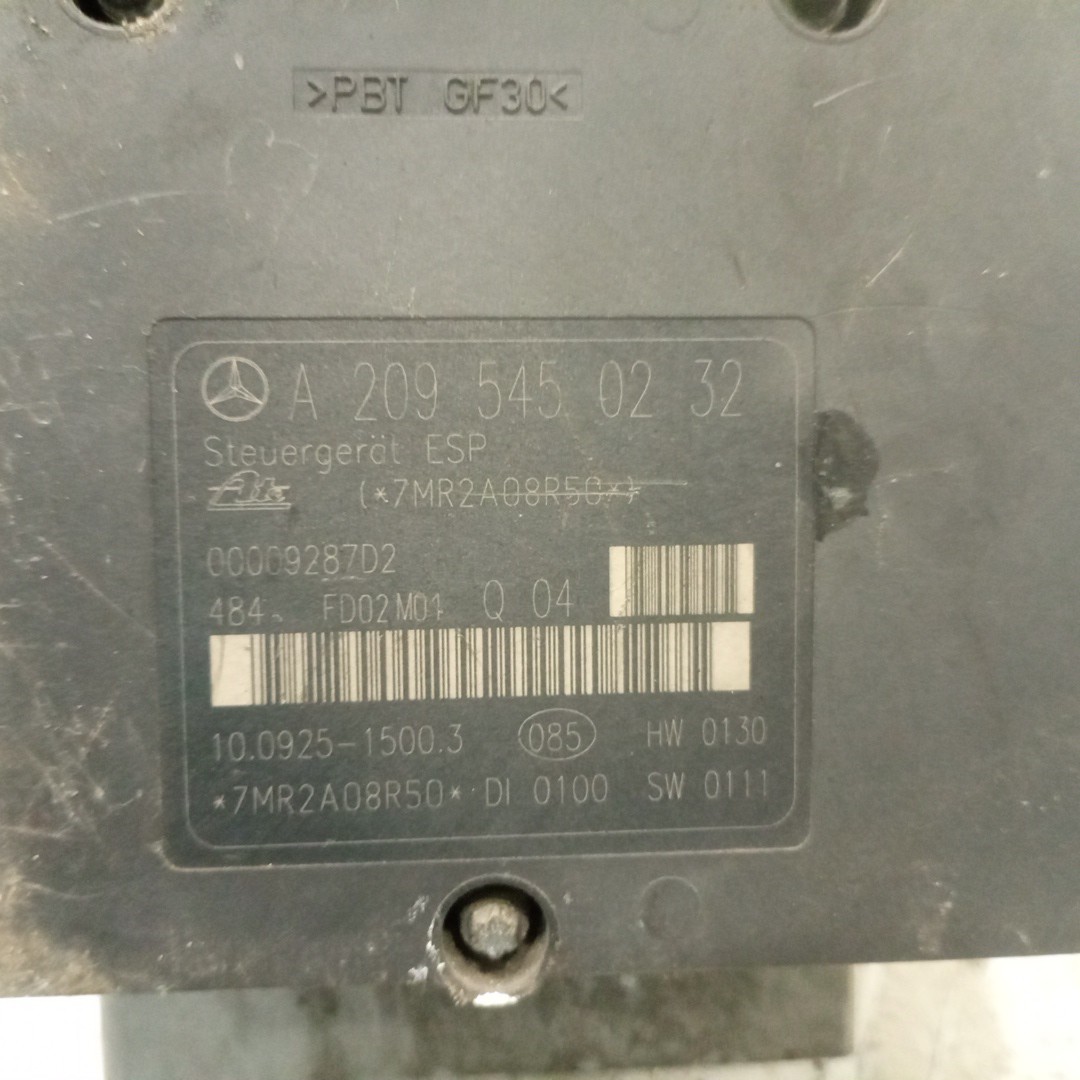 >PBT GF30<
A 209 545 02 32
Steuergerät ESP
Ate (*7MR2A08R50*)
00009287D2
484 FD02M01 Q 04
10.0925-1500.3 085 HW 0130
*7MR2A08R50* DI 0100 SW 0111